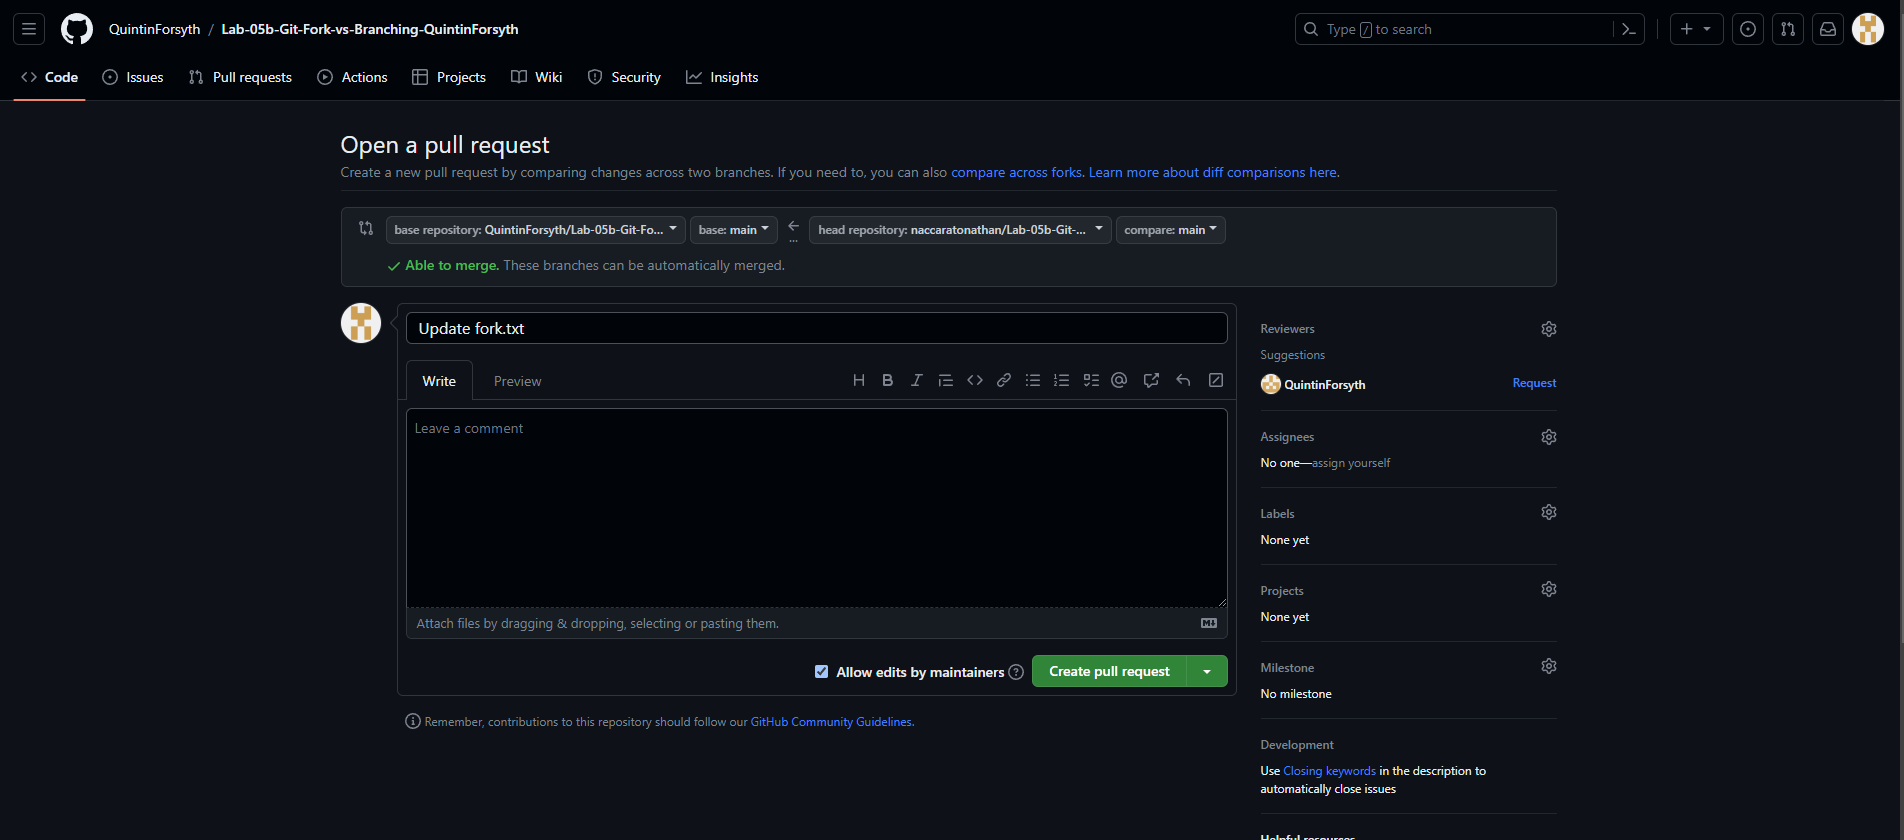 QuintinForsyth / Lab-05b-Git-Fork-vs-Branching-QuintinForsyth
Type / to search
Code Issues Pull requests Actions Projects Wiki Security Insights
Open a pull request
Create a new pull request by comparing changes across two branches. If you need to, you can also compare across forks. Learn more about diff comparisons here.
base repository: QuintinForsyth/Lab-05b-Git-Fo... base: main ... head repository: naccaratonathan/Lab-05b-Git-... compare: main
Able to merge. These branches can be automatically merged.
Update fork.txt
Write Preview
Leave a comment
Attach files by dragging & dropping, selecting or pasting them.
Allow edits by maintainers Create pull request
Remember, contributions to this repository should follow our GitHub Community Guidelines.
Reviewers
Suggestions
QuintinForsyth Request
Assignees
No one—assign yourself
Labels
None yet
Projects
None yet
Milestone
No milestone
Development
Use Closing keywords in the description to
automatically close issues
Helpful resources